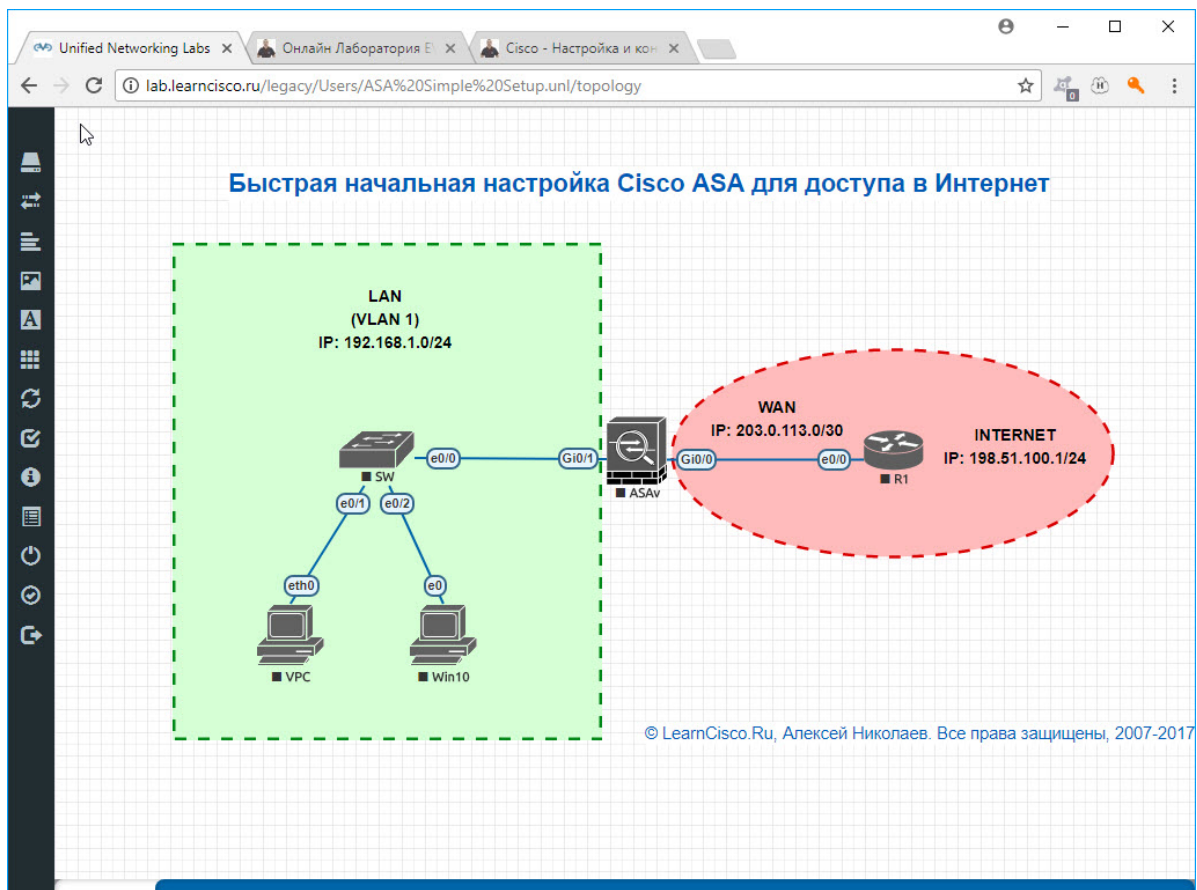 Unified Networking Labs
Онлайн Лаборатория E
Cisco - Настройка и кон
lab.learncisco.ru/legacy/Users/ASA%20Simple%20Setup.unl/topology
0
H
A
Быстрая начальная настройка Cisco ASA для доступа в Интернет
LAN
(VLAN 1)
IP: 192.168.1.0/24
WAN
IP: 203.0.113.0/30
INTERNET
IP: 198.51.100.1/24
e0/0
Gi0/1
Gi0/0
e0/0
SW
ASAv
R1
e0/1
e0/2
eth0
e0
VPC
Win10
© LearnCisco.Ru, Алексей Николаев. Все права защищены, 2007-2017